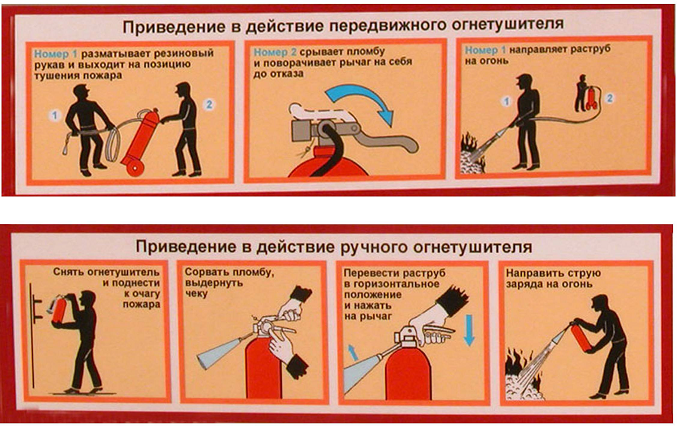 Приведение в действие передвижного огнетушителя
Номер 1 разматывает резиновый
рукав и выходит на позицию
тушения пожара
1
2
Номер 2 срывает пломбу
и поворачивает рычаг на себя
до отказа
Номер 1 направляет раструб
на огонь
1
2
Приведение в действие ручного огнетушителя
Снять огнетушитель
и поднести
к очагу
пожара
Сорвать пломбу,
выдернуть
чеку
Перевести раструб
в горизонтальное
положение
и нажать
на рычаг
Направить струю
заряда на огонь